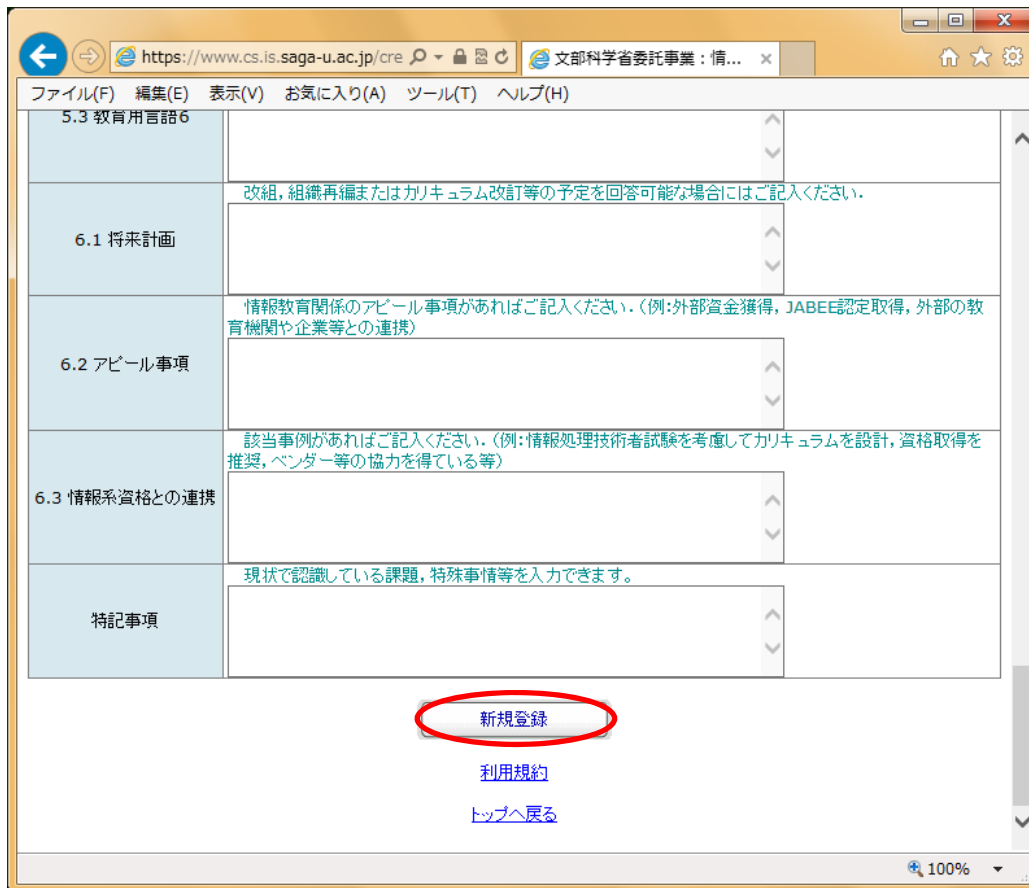 https://www.cs.is.saga-u.ac.jp/cre
文部科学省委託事業：情...
ファイル(F) 編集(E) 表示(V) お気に入り(A) ツール(T) ヘルプ(H)
5.3 教育用言語6
改組，組織再編またはカリキュラム改訂等の予定を回答可能な場合にはご記入ください．
6.1 将来計画
情報教育関係のアピール事項があればご記入ください．（例：外部資金獲得，JABEE認定取得，外部の教
育機関や企業等との連携）
6.2 アピール事項
該当事例があればご記入ください．（例：情報処理技術者試験を考慮してカリキュラムを設計，資格取得を
推奨，ベンダー等の協力を得ている等）
6.3 情報系資格との連携
現状で認識している課題，特殊事情等を入力できます。
特記事項
新規登録
利用規約
トップへ戻る
100%